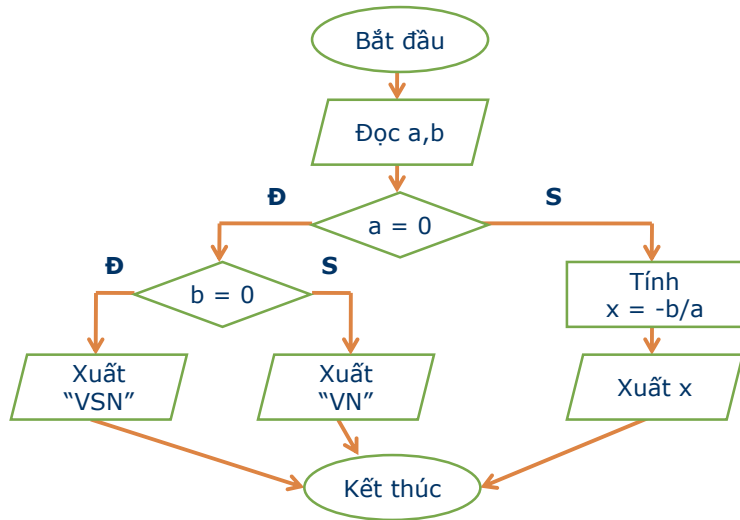 Bắt đầu
Đọc a,b
Đ
S
a = 0
Đ
S
b = 0
Tính
x = -b/a
Xuất
“VSN”
Xuất
“VN”
Xuất x
Kết thúc